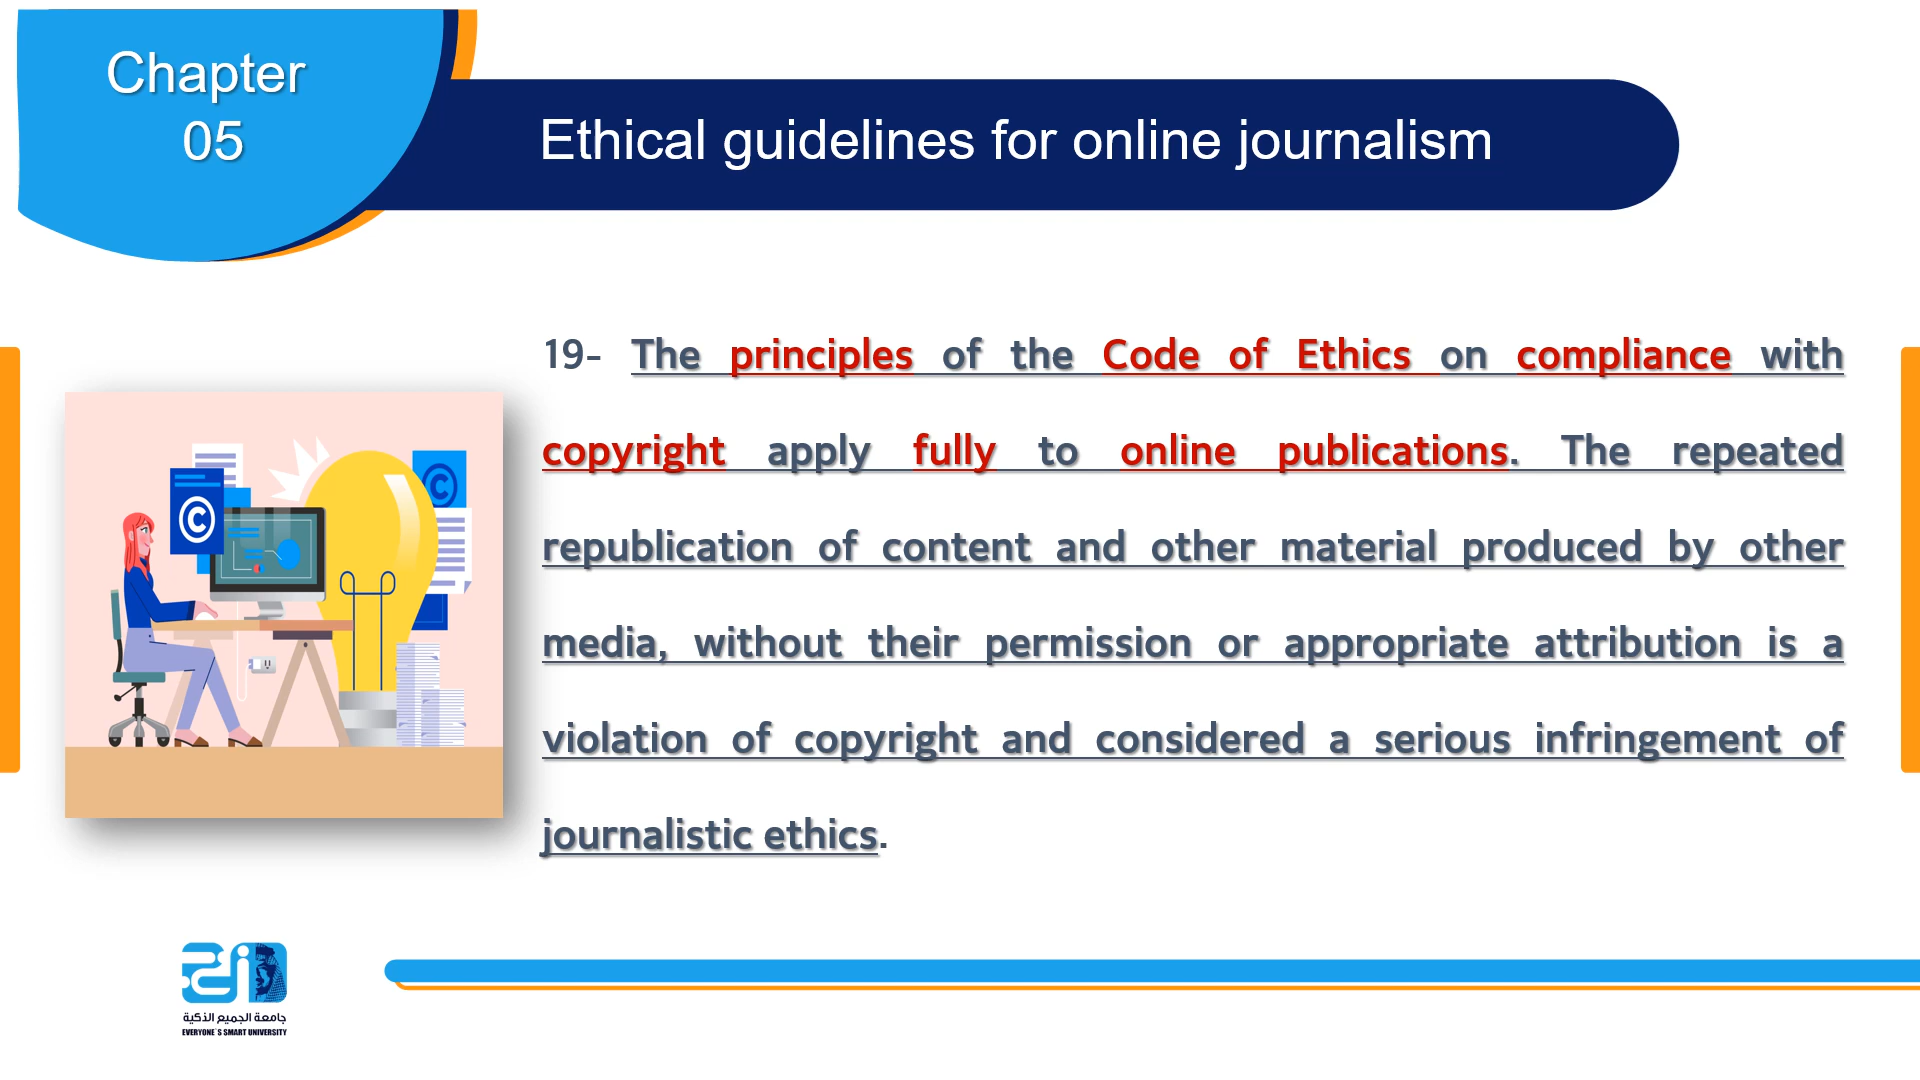 Chapter
05
Ethical guidelines for online journalism
19- The principles of the Code of Ethics on compliance with
copyright apply fully to online publications. The repeated
republication of content and other material produced by other
media, without their permission or appropriate attribution is a
violation of copyright and considered a serious infringement of
journalistic ethics.
©
©
جامعة الجميع الذكية
EVERYONE`S SMART UNIVERSITY